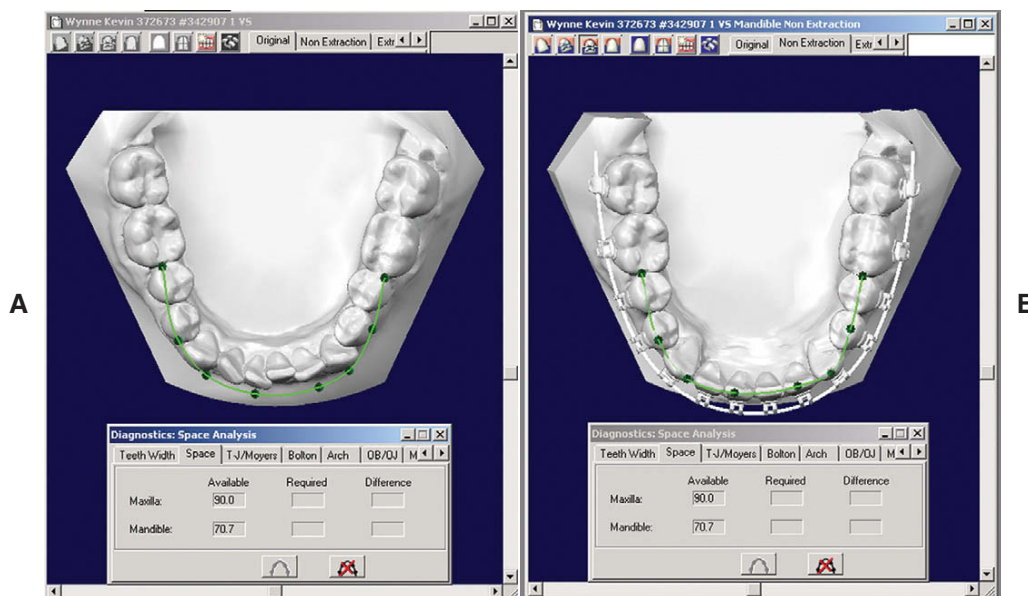 Wynne Kevin 372673 #342907 1 VS
Original
Non Extraction
Extr
A
Diagnostics: Space Analysis
Teeth Width
Space
T-J/Moyers
Bolton
Arch
OB/OJ
M
Available
Required
Difference
Maxilla:
90.0
Mandible:
70.7
Wynne Kevin 372673 #342907 1 VS Mandible Non Extraction
Original
Non Extraction
Extr
Diagnostics: Space Analysis
Teeth Width
Space
T-J/Moyers
Bolton
Arch
OB/OJ
M
Available
Required
Difference
Maxilla:
90.0
Mandible:
70.7